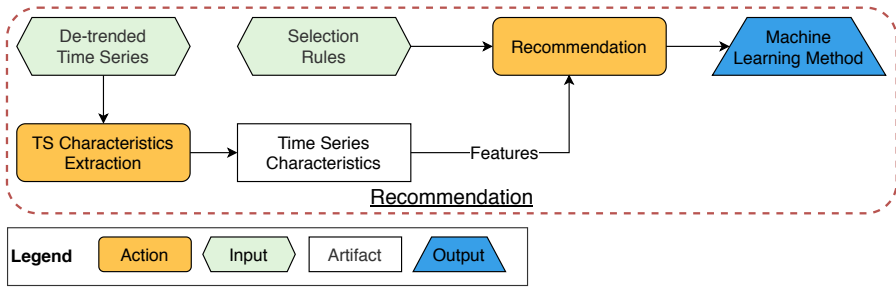 De-trended
Time Series
Selection
Rules
Recommendation
Machine
Learning Method
TS Characteristics
Extraction
Time Series
Characteristics
Features
Recommendation
Legend
Action
Input
Artifact
Output